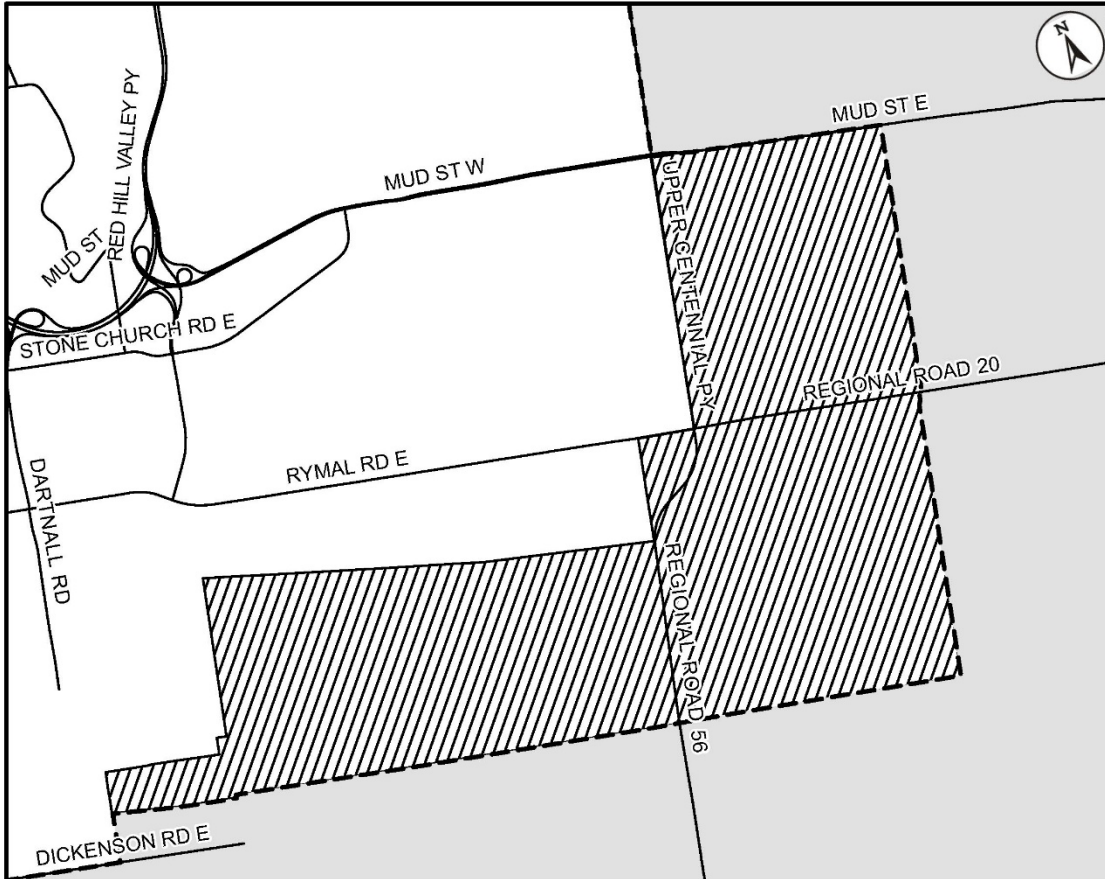 N
MUD ST E
MUD ST W
RED HILL VALLEY PY
MUD ST
UPPER CENTENNIAL PY
STONE CHURCH RD E
REGIONAL ROAD 20
RYMAL RD E
DARTNALL RD
REGIONAL ROAD 56
DICKENSON RD E